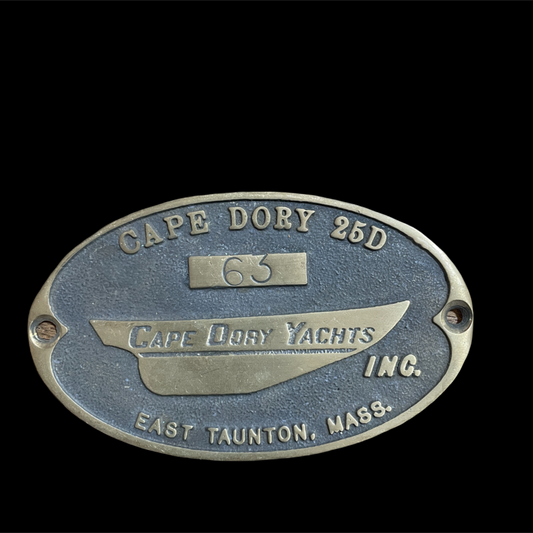 CAPE DORY 25D
63
CAPE DORY YACHTS
INC.
EAST TAUNTON, MASS.